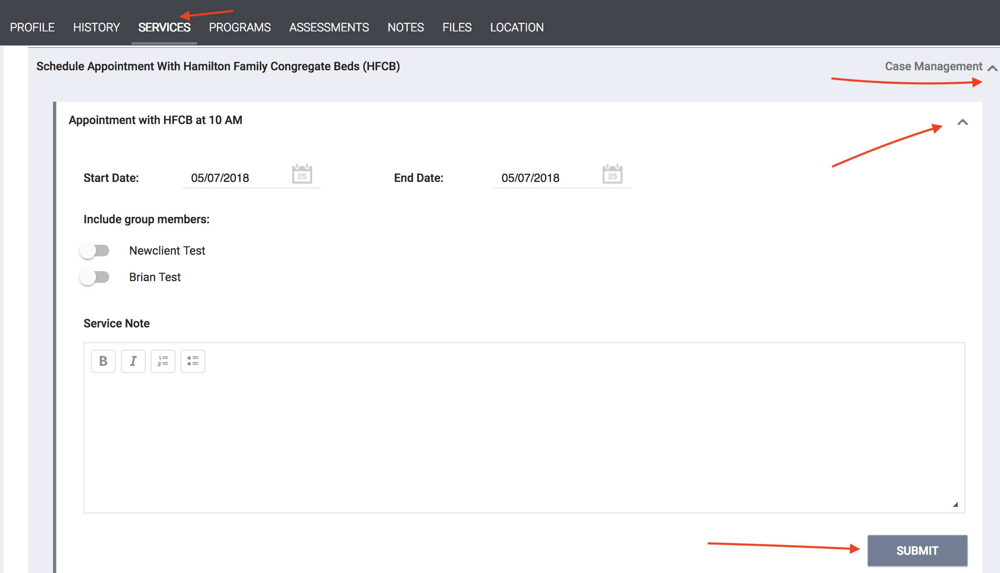 PROFILE HISTORY SERVICES PROGRAMS ASSESSMENTS NOTES FILES LOCATION
Schedule Appointment With Hamilton Family Congregate Beds (HFCB) Case Management
Appointment with HFCB at 10 AM
Start Date: 05/07/2018 25 End Date: 05/07/2018 25
Include group members:
Newclient Test
Brian Test
Service Note
B I
SUBMIT